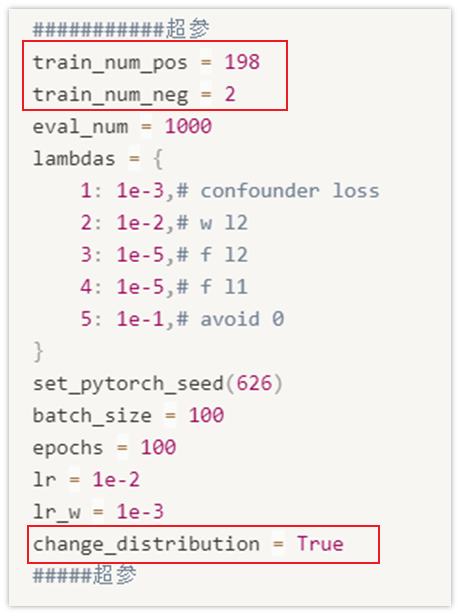 ###########超参
train_num_pos = 198
train_num_neg = 2
eval_num = 1000
lambdas = {
    1: 1e-3,# confounder loss
    2: 1e-2,# w l2
    3: 1e-5,# f l2
    4: 1e-5,# f l1
    5: 1e-1,# avoid 0
}
set_pytorch_seed(626)
batch_size = 100
epochs = 100
lr = 1e-2
lr_w = 1e-3
change_distribution = True
#####超参